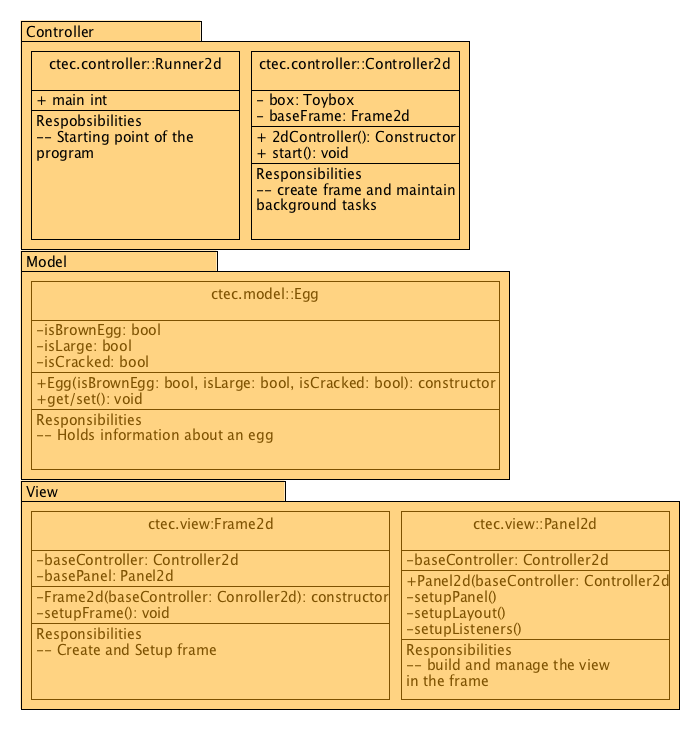 Controller
ctec.controller::Runner2d
+ main int
Respobsibilities
-- Starting point of the
program
ctec.controller::Controller2d
- box: Toybox
- baseFrame: Frame2d
+ 2dController(): Constructor
+ start(): void
Responsibilities
-- create frame and maintain
background tasks
Model
ctec.model::Egg
-isBrownEgg: bool
-isLarge: bool
-isCracked: bool
+Egg(isBrownEgg: bool, isLarge: bool, isCracked: bool): constructor
+get/set(): void
Responsibilities
-- Holds information about an egg
View
ctec.view:Frame2d
-baseController: Controller2d
-basePanel: Panel2d
-Frame2d(baseController: Conroller2d): constructor
-setupFrame(): void
Responsibilities
-- Create and Setup frame
ctec.view::Panel2d
-baseController: Controller2d
+Panel2d(baseController: Controller2d
-setupPanel()
-setupLayout()
-setupListeners()
Responsibilities
-- build and manage the view
in the frame